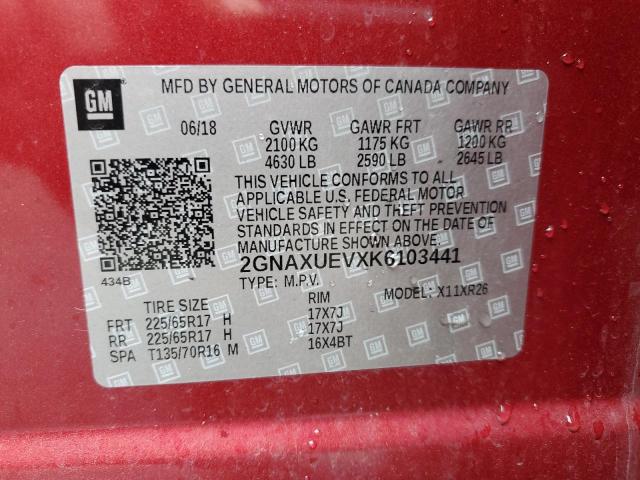 GM
MFD BY GENERAL MOTORS OF CANADA COMPANY
06/18 GVWR GAWR FRT GAWR RR
2100 KG 1175 KG 1200 KG
4630 LB 2590 LB 2645 LB
THIS VEHICLE CONFORMS TO ALL
APPLICABLE U.S. FEDERAL MOTOR
VEHICLE SAFETY AND THEFT PREVENTION
STANDARDS IN EFFECT ON THE DATE OF
MANUFACTURE SHOWN ABOVE.
2GNAXUEVXK6103441
434B
TYPE: M.P.V. MODEL: X11XR26
TIRE SIZE RIM
FRT 225/65R17 H 17X7J
RR 225/65R17 H 17X7J
SPA T135/70R16 M 16X4BT